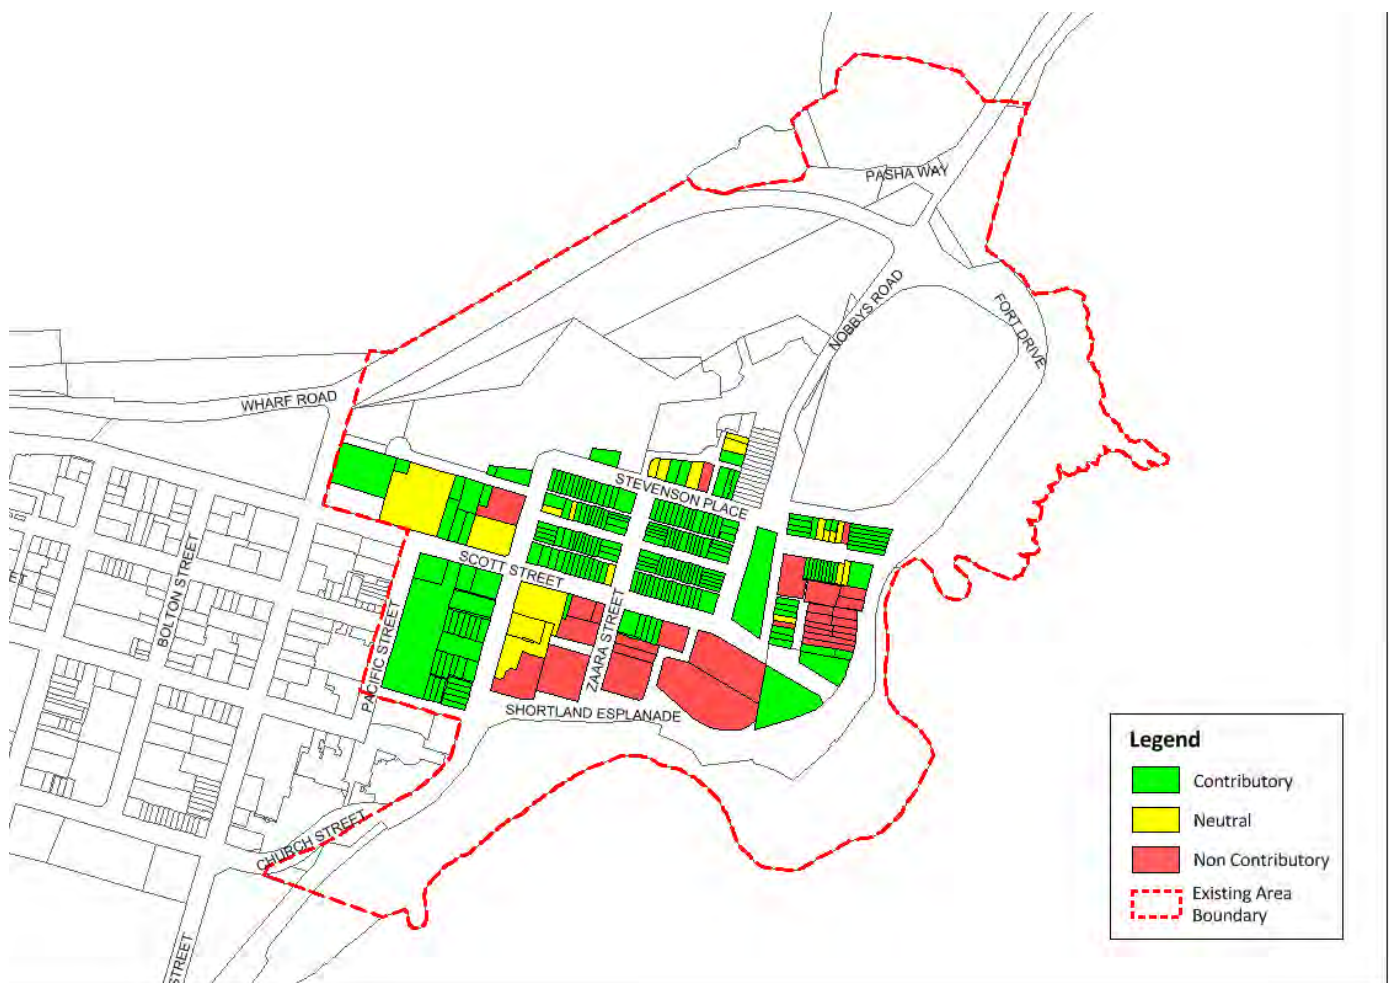 PASHA WAY
NOBBYS ROAD
FORT DRIVE
WHARF ROAD
STEVENSON PLACE
BOLTON STREET
SCOTT STREET
ET
PACIFIC STREET
ZAARA STREET
SHORTLAND ESPLANADE
CHURCH STREET
STREET
Legend
Contributory
Neutral
Non Contributory
Existing Area
Boundary